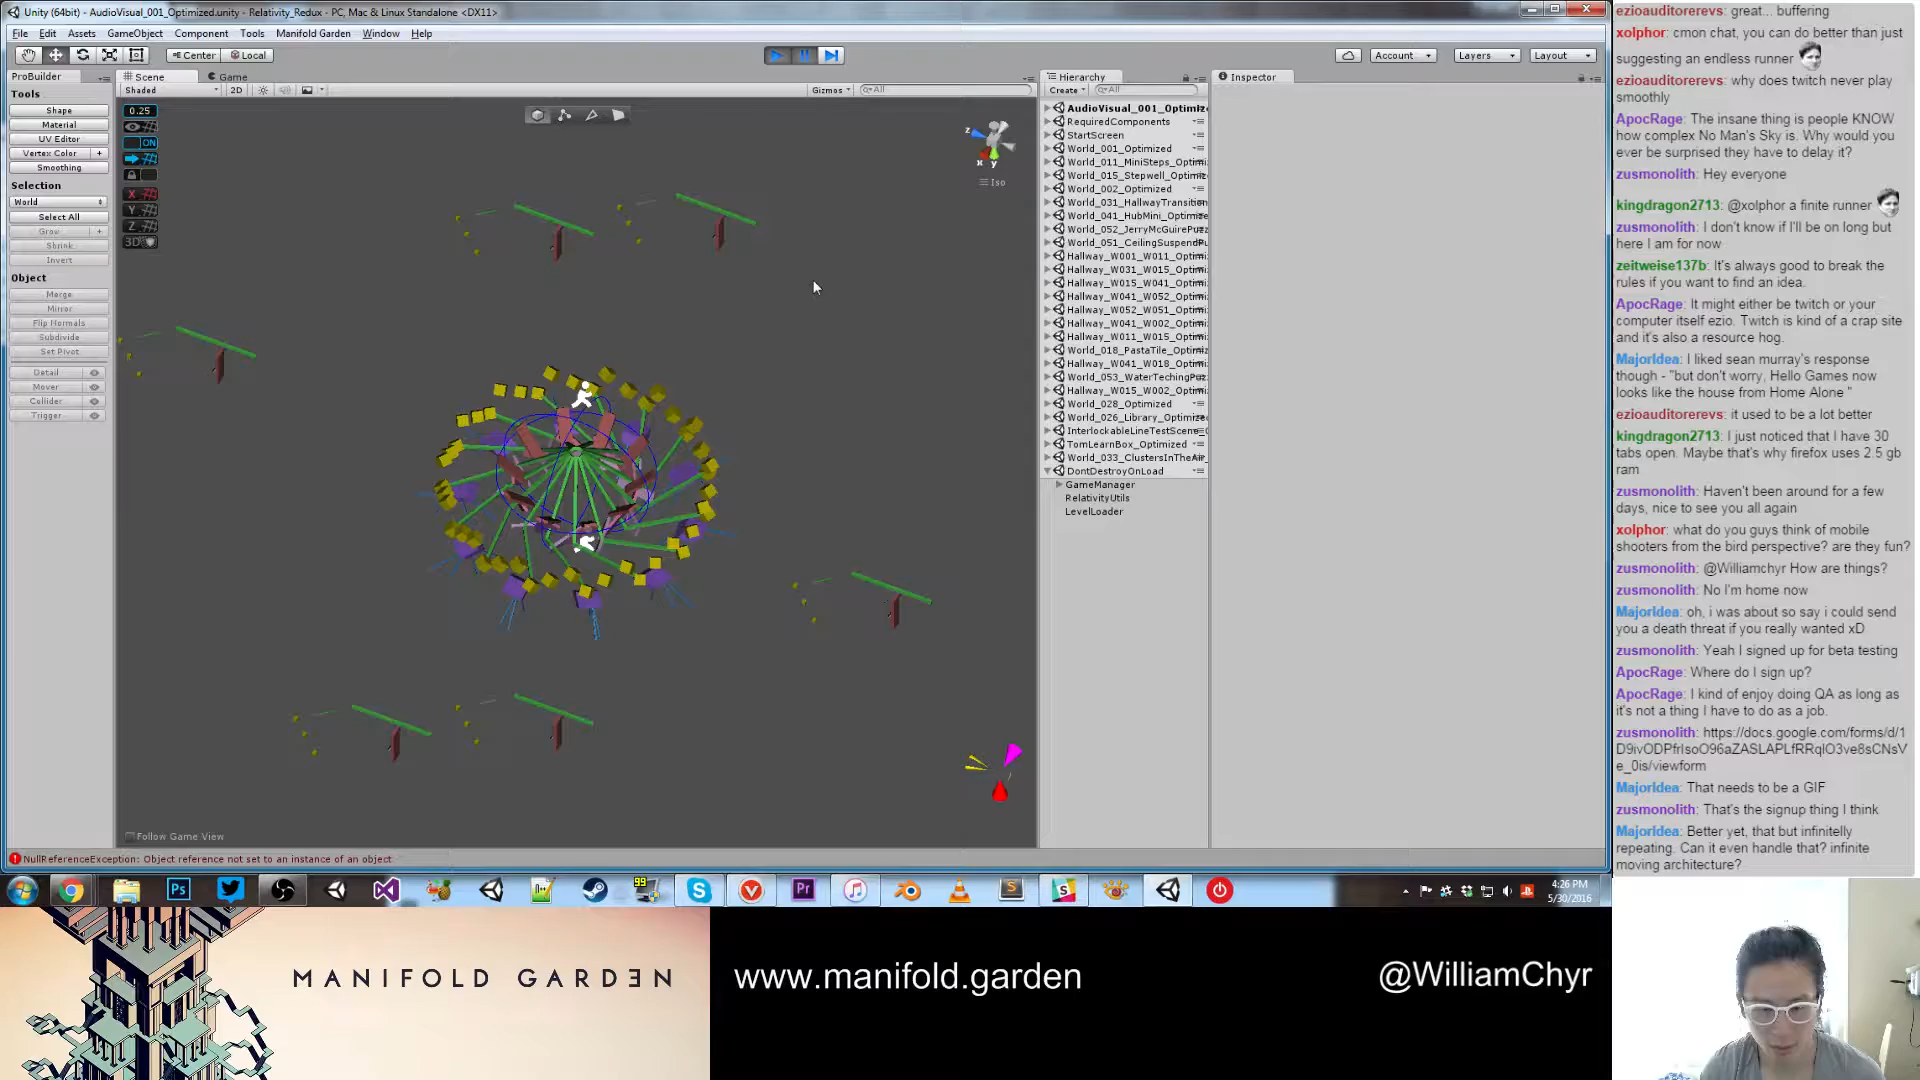 Unity (64bit) - AudioVisual_001_Optimized.unity - Relativity_Redux - PC, Mac & Linux Standalone <DX11>
File Edit Assets GameObject Component Tools Manifold Garden Window Help
Center Local Account Layers Layout
ProBuilder
Scene Game
Shaded 2D Gizmos All
Tools
Shape
Material
UV Editor
Vertex Color +
Smoothing
Selection
World
Select All
Grow +
Shrink
Invert
Object
Merge
Mirror
Flip Normals
Subdivide
Set Pivot
Detail
Mover
Collider
Trigger
0.25
ON
X
Y
Z
3D
z
x y
Iso
Follow Game View
NullReferenceException: Object reference not set to an instance of an object
Hierarchy
Create All
AudioVisual_001_Optimiz
RequiredComponents
StartScreen
World_001_Optimized
World_011_MiniSteps_Optimi
World_015_Stepwell_Optimiz
World_002_Optimized
World_031_HallwayTransition
World_041_HubMini_Optimize
World_052_JerryMcGuirePuzz
World_051_CeilingSuspendPu
Hallway_W001_W011_Optimi
Hallway_W031_W015_Optimi
Hallway_W015_W041_Optimi
Hallway_W041_W052_Optimi
Hallway_W052_W051_Optimi
Hallway_W041_W002_Optimi
Hallway_W011_W015_Optimi
World_018_PastaTile_Optimiz
Hallway_W041_W018_Optimi
World_053_WaterTechingPuz
Hallway_W015_W002_Optimi
World_028_Optimized
World_026_Library_Optimize
InterlockableLineTestScene_O
TomLearnBox_Optimized
World_033_ClustersInTheAir_
DontDestroyOnLoad
GameManager
RelativityUtils
LevelLoader
Inspector
ezioauditorerevs: great... buffering
xolphor: cmon chat, you can do better than just
suggesting an endless runner
ezioauditorerevs: why does twitch never play
smoothly
ApocRage: The insane thing is people KNOW
how complex No Man's Sky is. Why would you
ever be surprised they have to delay it?
zusmonolith: Hey everyone
kingdragon2713: @xolphor a finite runner
zusmonolith: I don't know if I'll be on long but
here I am for now
zeitweise137b: It's always good to break the
rules if you want to find an idea.
ApocRage: It might either be twitch or your
computer itself ezio. Twitch is kind of a crap site
and it's also a resource hog.
MajorIdea: I liked sean murray's response
though - "but don't worry, Hello Games now
looks like the house from Home Alone "
ezioauditorerevs: it used to be a lot better
kingdragon2713: I just noticed that I have 30
tabs open. Maybe that's why firefox uses 2.5 gb
ram
zusmonolith: Haven't been around for a few
days, nice to see you all again
xolphor: what do you guys think of mobile
shooters from the bird perspective? are they fun?
zusmonolith: @Williamchyr How are things?
zusmonolith: No I'm home now
MajorIdea: oh, i was about so say i could send
you a death threat if you really wanted xD
zusmonolith: Yeah I signed up for beta testing
ApocRage: Where do I sign up?
ApocRage: I kind of enjoy doing QA as long as
it's not a thing I have to do as a job.
zusmonolith: https://docs.google.com/forms/d/1
D9ivODPfrIsoO96aZASLAPLfRRqIO3ve8sCNsV
e_0is/viewform
MajorIdea: That needs to be a GIF
zusmonolith: That's the signup thing I think
MajorIdea: Better yet, that but infinitelly
repeating. Can it even handle that? infinite
moving architecture?
Ps
99
Pr
S
4:26 PM
5/30/2016
MANIFOLD GARDEN
www.manifold.garden
@WilliamChyr